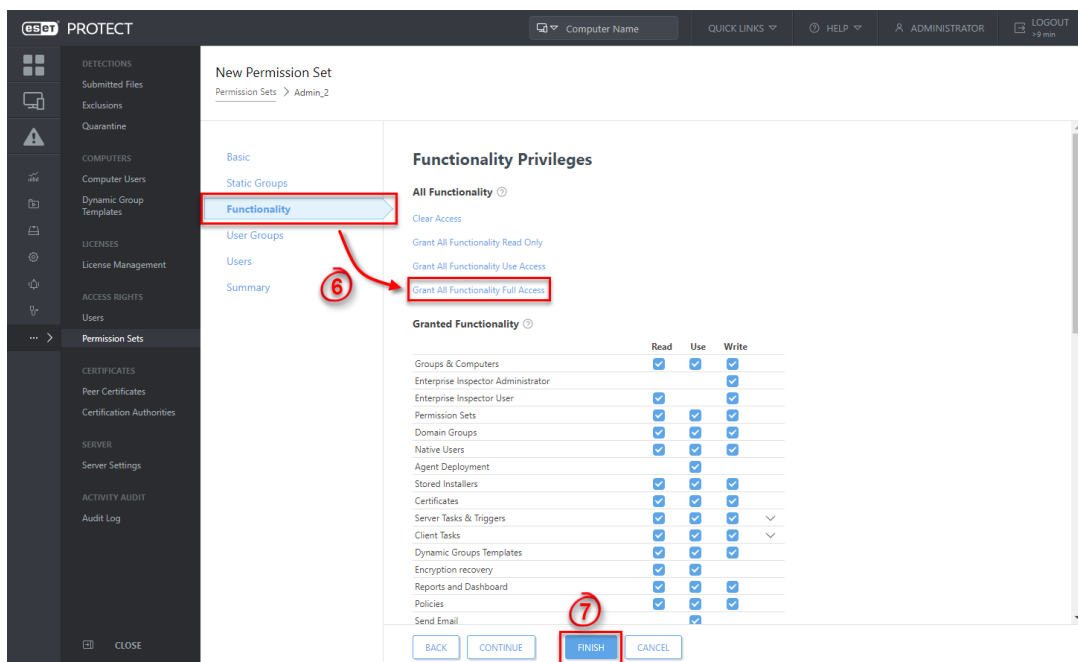 eset PROTECT
Computer Name
QUICK LINKS
HELP
ADMINISTRATOR
LOGOUT
>9 min
DETECTIONS
Submitted Files
Exclusions
Quarantine
COMPUTERS
Computer Users
Dynamic Group
Templates
LICENSES
License Management
ACCESS RIGHTS
Users
Permission Sets
CERTIFICATES
Peer Certificates
Certification Authorities
SERVER
Server Settings
ACTIVITY AUDIT
Audit Log
CLOSE
New Permission Set
Permission Sets > Admin_2
Basic
Static Groups
Functionality
User Groups
Users
Summary
6
Functionality Privileges
All Functionality
Clear Access
Grant All Functionality Read Only
Grant All Functionality Use Access
Grant All Functionality Full Access
Granted Functionality
Read Use Write
Groups & Computers
Enterprise Inspector Administrator
Enterprise Inspector User
Permission Sets
Domain Groups
Native Users
Agent Deployment
Stored Installers
Certificates
Server Tasks & Triggers
Client Tasks
Dynamic Groups Templates
Encryption recovery
Reports and Dashboard
Policies
Send Email
7
BACK
CONTINUE
FINISH
CANCEL